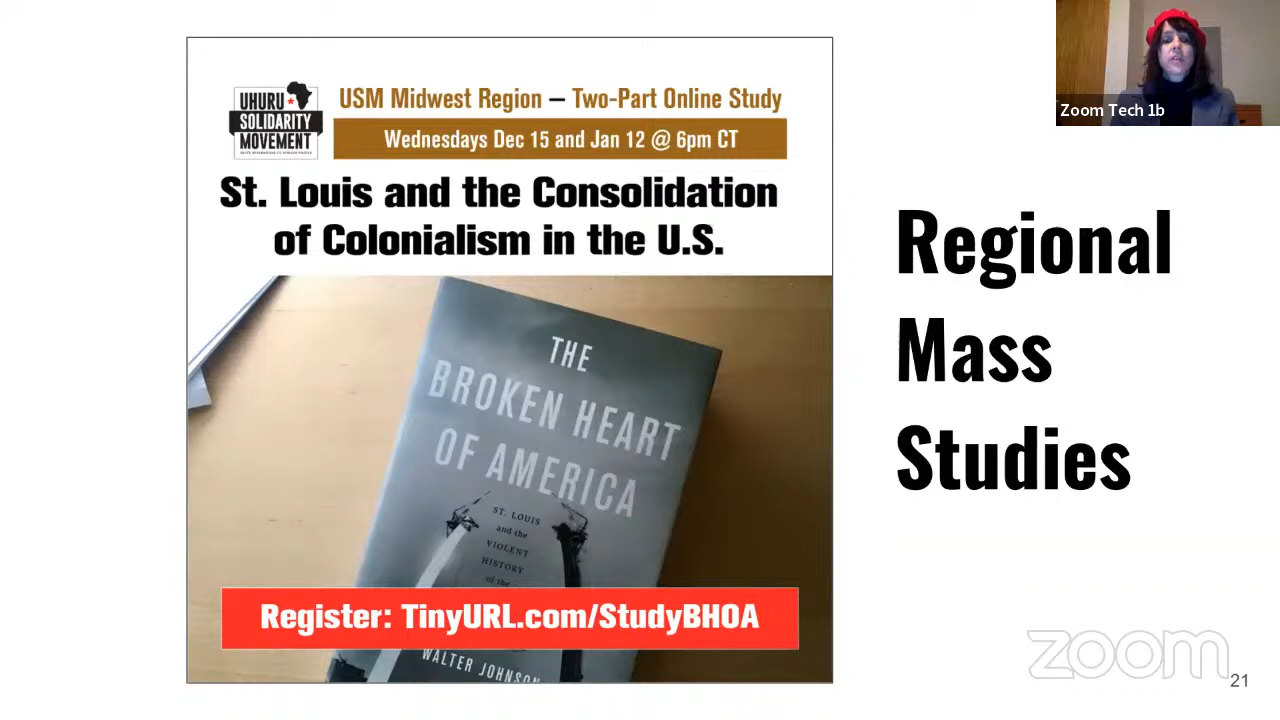 UHURU
SOLIDARITY
MOVEMENT
USM Midwest Region – Two-Part Online Study
Wednesdays Dec 15 and Jan 12 @ 6pm CT
St. Louis and the Consolidation
of Colonialism in the U.S.
THE
BROKEN HEART
OF AMERICA
ST. LOUIS
and the
VIOLENT
HISTORY
of the
Register: TinyURL.com/StudyBHOA
WALTER JOHNSON
Regional
Mass
Studies
Zoom Tech 1b
zoom
21